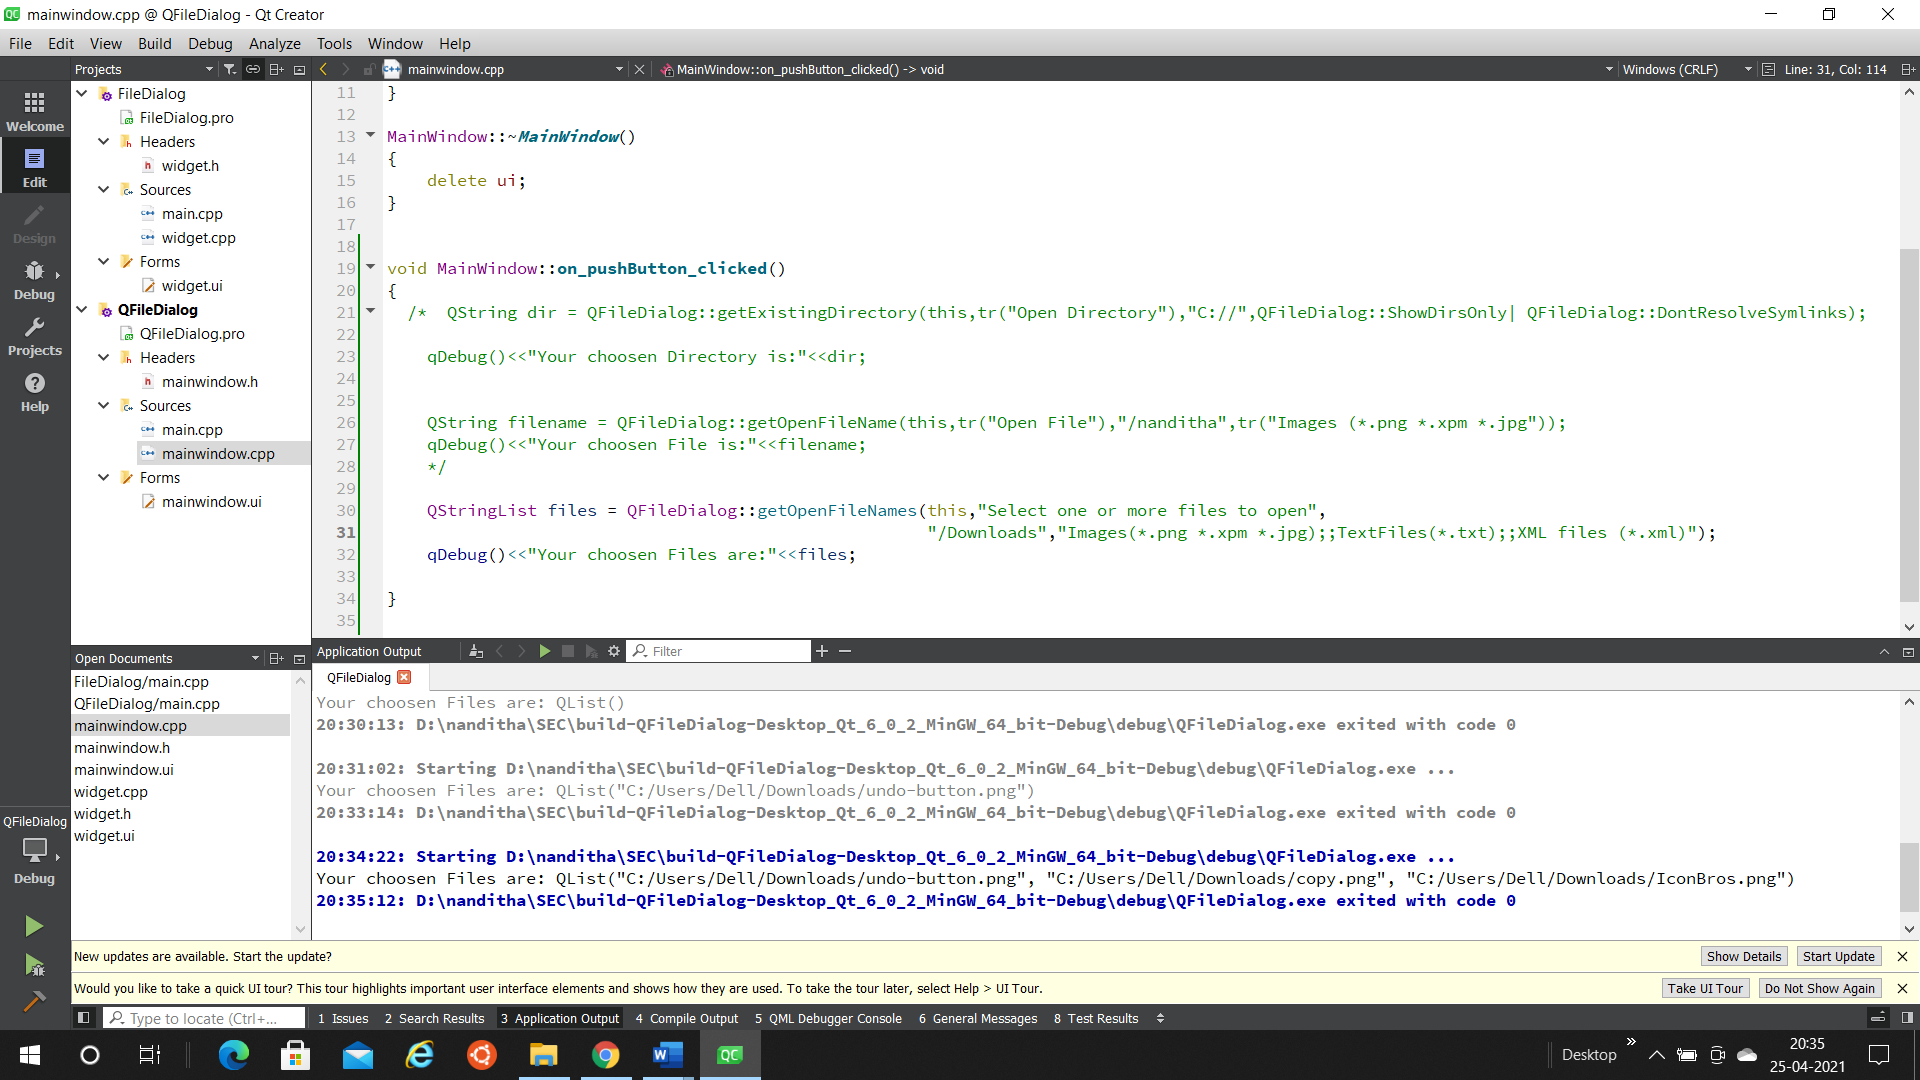 mainwindow.cpp @ QFileDialog - Qt Creator
File Edit View Build Debug Analyze Tools Window Help
Projects
mainwindow.cpp
MainWindow::on_pushButton_clicked() -> void
Windows (CRLF)
Line: 31, Col: 114
Welcome
Edit
Design
Debug
Projects
Help
QFileDialog
Debug
FileDialog
FileDialog.pro
Headers
widget.h
Sources
main.cpp
widget.cpp
Forms
widget.ui
QFileDialog
QFileDialog.pro
Headers
mainwindow.h
Sources
main.cpp
mainwindow.cpp
Forms
mainwindow.ui
11 }
12
13 MainWindow::~MainWindow()
14 {
15 delete ui;
16 }
17
18
19 void MainWindow::on_pushButton_clicked()
20 {
21 /* QString dir = QFileDialog::getExistingDirectory(this,tr("Open Directory"),"C://",QFileDialog::ShowDirsOnly| QFileDialog::DontResolveSymlinks);
22
23 qDebug()<<"Your choosen Directory is:"<<dir;
24
25
26 QString filename = QFileDialog::getOpenFileName(this,tr("Open File"),"/nanditha",tr("Images (*.png *.xpm *.jpg"));
27 qDebug()<<"Your choosen File is:"<<filename;
28 */
29
30 QStringList files = QFileDialog::getOpenFileNames(this,"Select one or more files to open",
31 "/Downloads","Images(*.png *.xpm *.jpg);;TextFiles(*.txt);;XML files (*.xml)");
32 qDebug()<<"Your choosen Files are:"<<files;
33
34 }
35
Open Documents
FileDialog/main.cpp
QFileDialog/main.cpp
mainwindow.cpp
mainwindow.h
mainwindow.ui
widget.cpp
widget.h
widget.ui
Application Output
Filter
QFileDialog
Your choosen Files are: QList()
20:30:13: D:\nanditha\SEC\build-QFileDialog-Desktop_Qt_6_0_2_MinGW_64_bit-Debug\debug\QFileDialog.exe exited with code 0
20:31:02: Starting D:\nanditha\SEC\build-QFileDialog-Desktop_Qt_6_0_2_MinGW_64_bit-Debug\debug\QFileDialog.exe ...
Your choosen Files are: QList("C:/Users/Dell/Downloads/undo-button.png")
20:33:14: D:\nanditha\SEC\build-QFileDialog-Desktop_Qt_6_0_2_MinGW_64_bit-Debug\debug\QFileDialog.exe exited with code 0
20:34:22: Starting D:\nanditha\SEC\build-QFileDialog-Desktop_Qt_6_0_2_MinGW_64_bit-Debug\debug\QFileDialog.exe ...
Your choosen Files are: QList("C:/Users/Dell/Downloads/undo-button.png", "C:/Users/Dell/Downloads/copy.png", "C:/Users/Dell/Downloads/IconBros.png")
20:35:12: D:\nanditha\SEC\build-QFileDialog-Desktop_Qt_6_0_2_MinGW_64_bit-Debug\debug\QFileDialog.exe exited with code 0
New updates are available. Start the update? Show Details Start Update
Would you like to take a quick UI tour? This tour highlights important user interface elements and shows how they are used. To take the tour later, select Help > UI Tour. Take UI Tour Do Not Show Again
Type to locate (Ctrl+... 1 Issues 2 Search Results 3 Application Output 4 Compile Output 5 QML Debugger Console 6 General Messages 8 Test Results
Desktop
20:35
25-04-2021